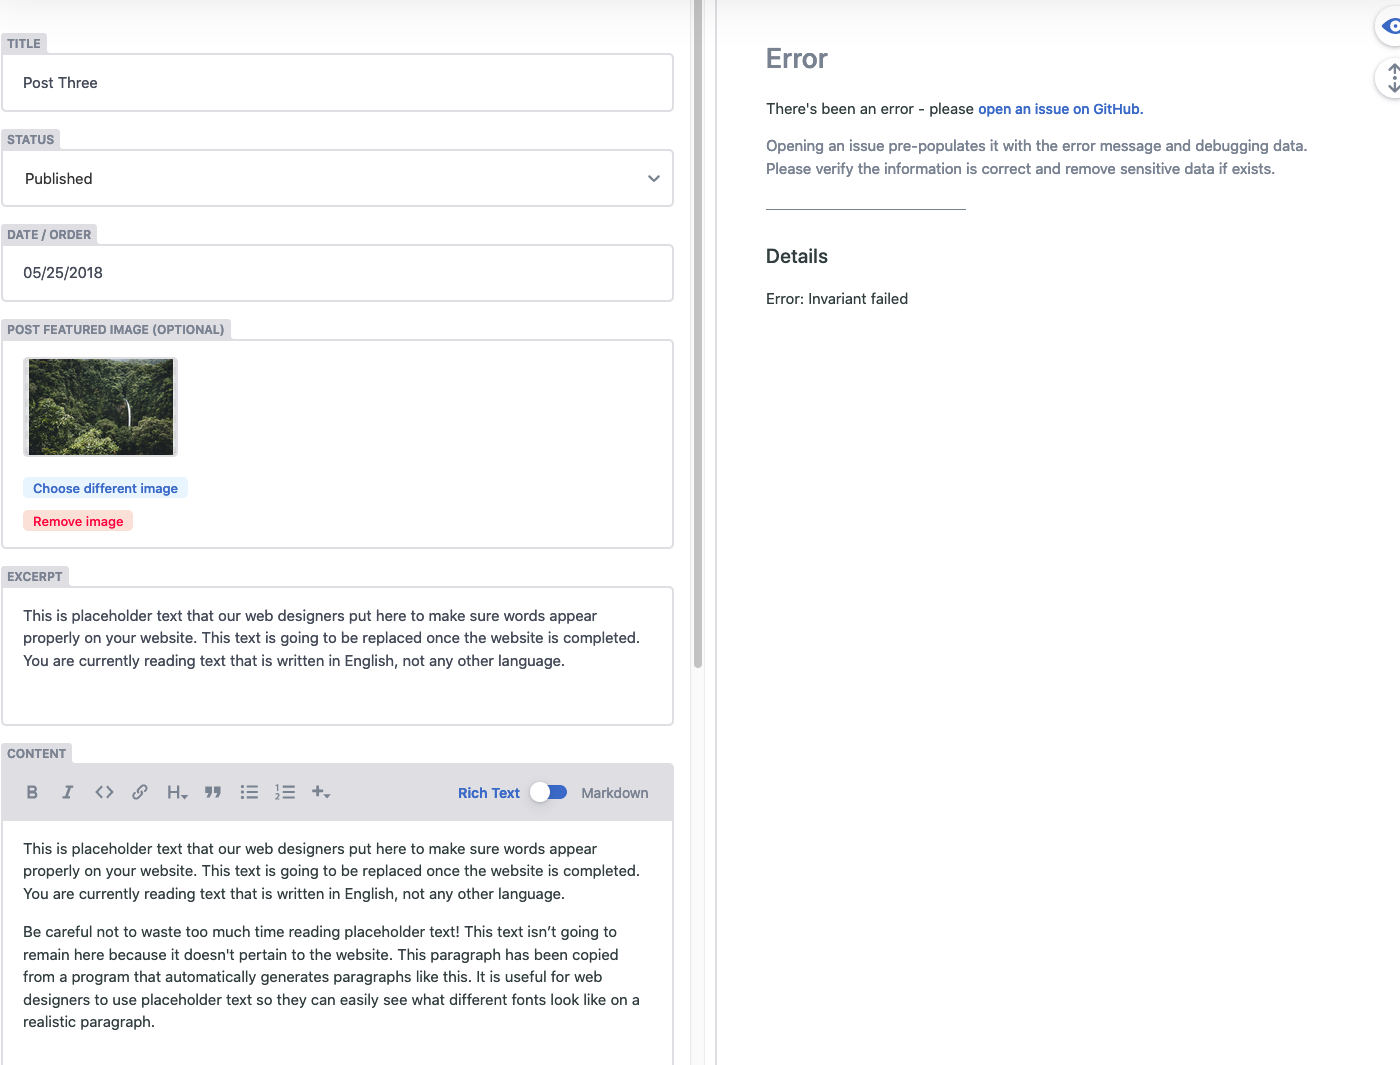 TITLE
Post Three
STATUS
Published
DATE / ORDER
05/25/2018
POST FEATURED IMAGE (OPTIONAL)
Choose different image
Remove image
EXCERPT
This is placeholder text that our web designers put here to make sure words appear
properly on your website. This text is going to be replaced once the website is completed.
You are currently reading text that is written in English, not any other language.
CONTENT
B I <> H Rich Text Markdown
This is placeholder text that our web designers put here to make sure words appear
properly on your website. This text is going to be replaced once the website is completed.
You are currently reading text that is written in English, not any other language.
Be careful not to waste too much time reading placeholder text! This text isn’t going to
remain here because it doesn't pertain to the website. This paragraph has been copied
from a program that automatically generates paragraphs like this. It is useful for web
designers to use placeholder text so they can easily see what different fonts look like on a
realistic paragraph.
Error
There's been an error - please open an issue on GitHub.
Opening an issue pre-populates it with the error message and debugging data.
Please verify the information is correct and remove sensitive data if exists.
Details
Error: Invariant failed